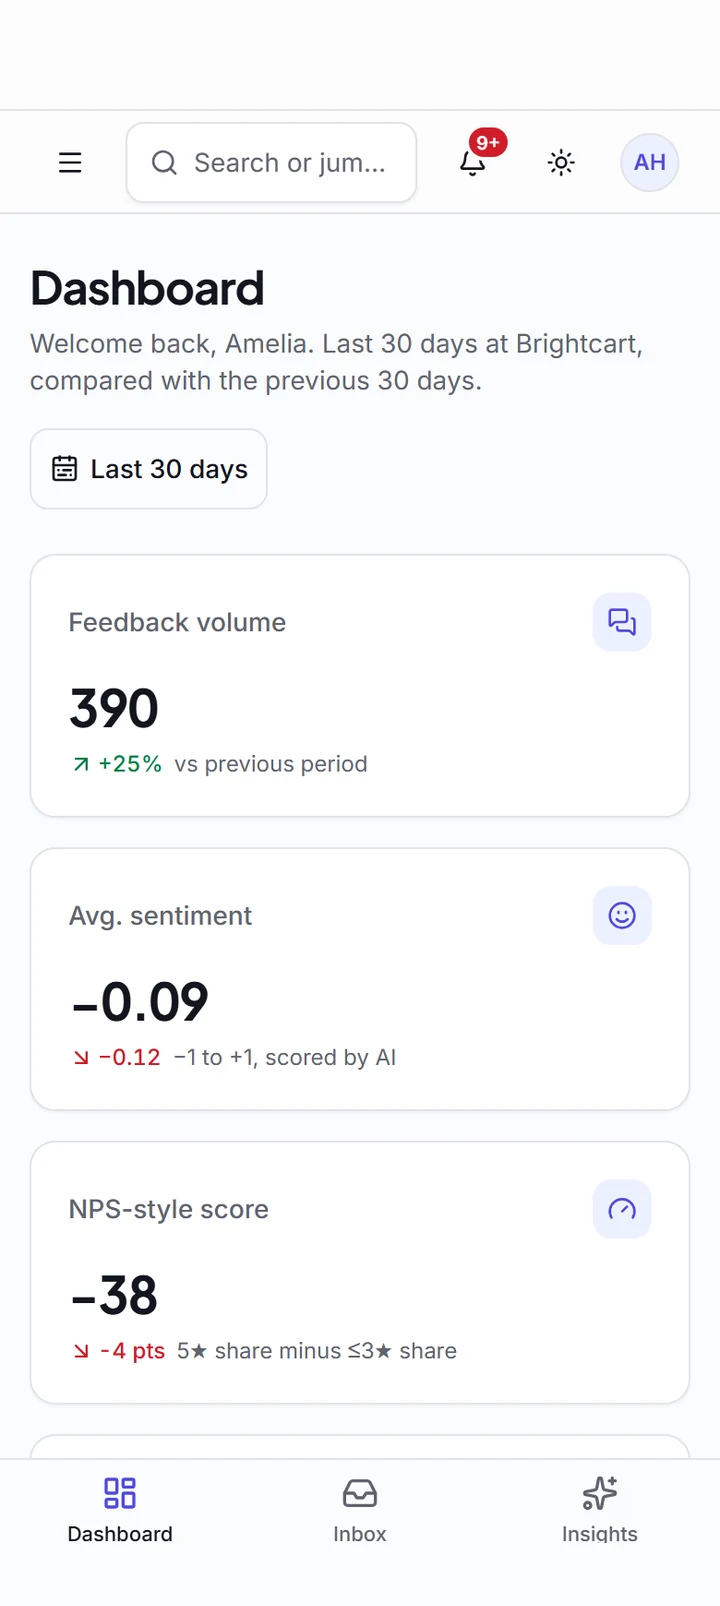 Search or jum...
9+
AH
Dashboard
Welcome back, Amelia. Last 30 days at Brightcart,
compared with the previous 30 days.
Last 30 days
Feedback volume
390
+25% vs previous period
Avg. sentiment
−0.09
−0.12 −1 to +1, scored by AI
NPS-style score
−38
-4 pts 5★ share minus ≤3★ share
Dashboard
Inbox
Insights